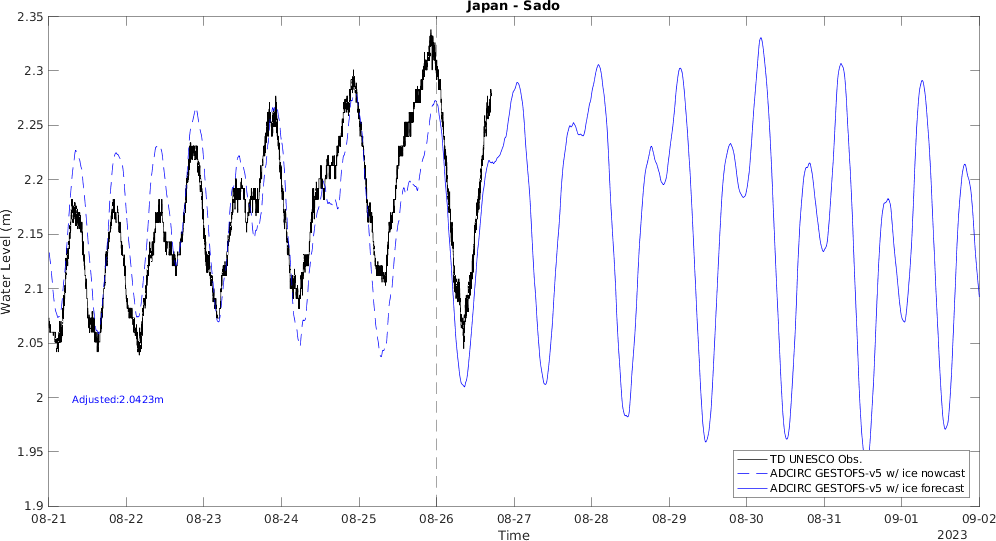 Japan - Sado
2.35
2.3
2.25
2.2
2.15
2.1
2.05
2
1.95
1.9
Water Level (m)
Adjusted:2.0423m
TD UNESCO Obs.
ADCIRC GESTOFS-v5 w/ ice nowcast
ADCIRC GESTOFS-v5 w/ ice forecast
08-21 08-22 08-23 08-24 08-25 08-26 08-27 08-28 08-29 08-30 08-31 09-01 09-02
Time
2023